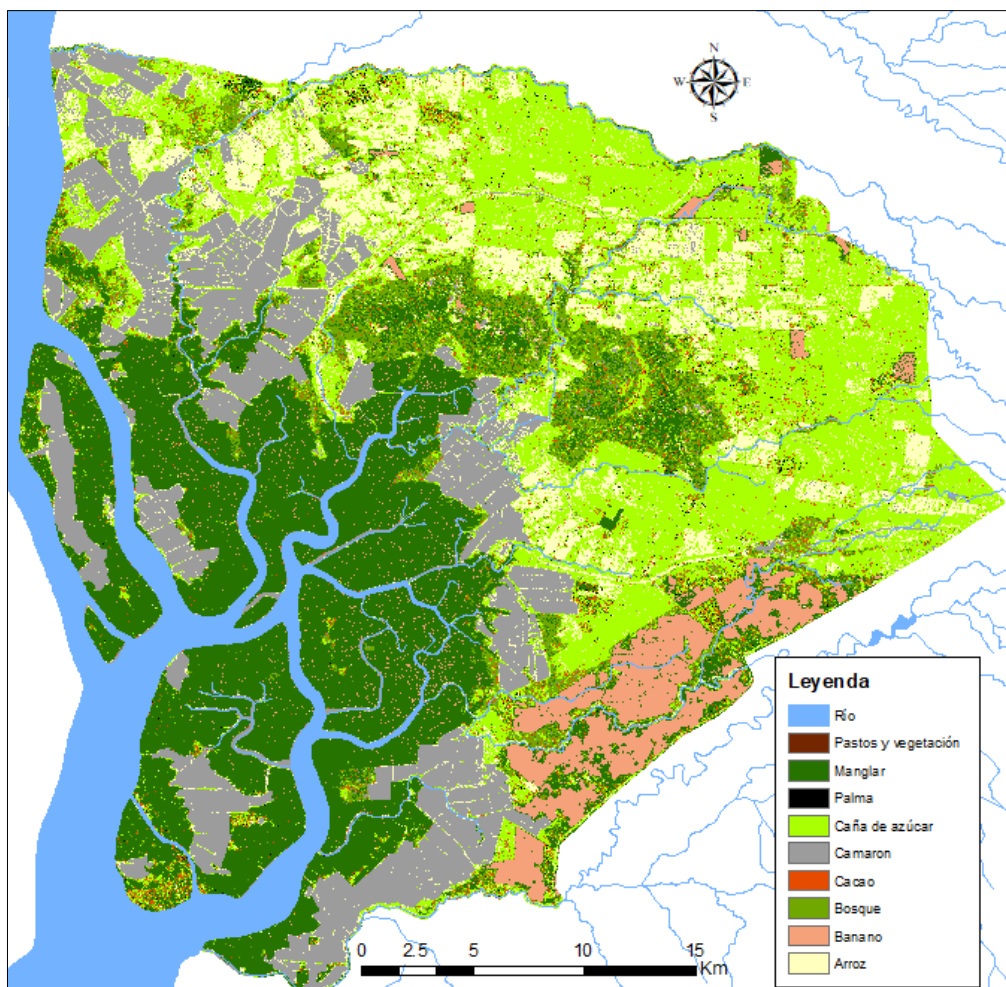 N
W E
S
Leyenda
Río
Pastos y vegetación
Manglar
Palma
Caña de azúcar
Camaron
Cacao
Bosque
Banano
Arroz
0 2.5 5 10 15
Km